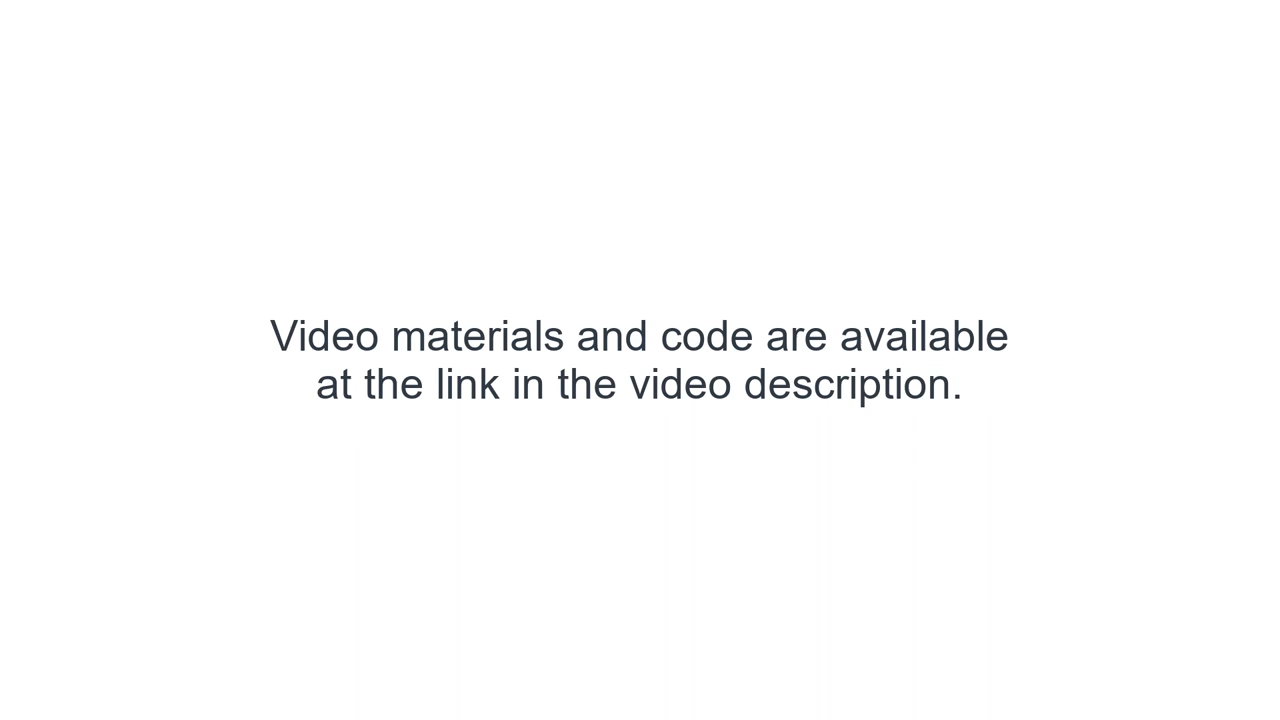 Video materials and code are available
at the link in the video description.